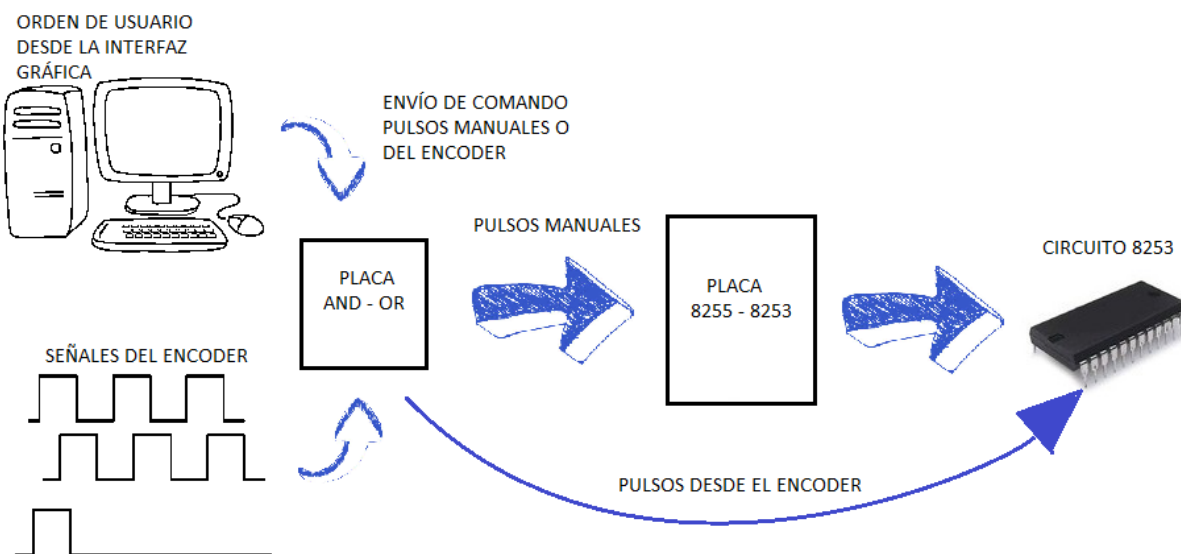 ORDEN DE USUARIO
DESDE LA INTERFAZ
GRÁFICA
ENVÍO DE COMANDO
PULSOS MANUALES O
DEL ENCODER
PULSOS MANUALES
CIRCUITO 8253
PLACA
AND - OR
PLACA
8255 - 8253
SEÑALES DEL ENCODER
PULSOS DESDE EL ENCODER